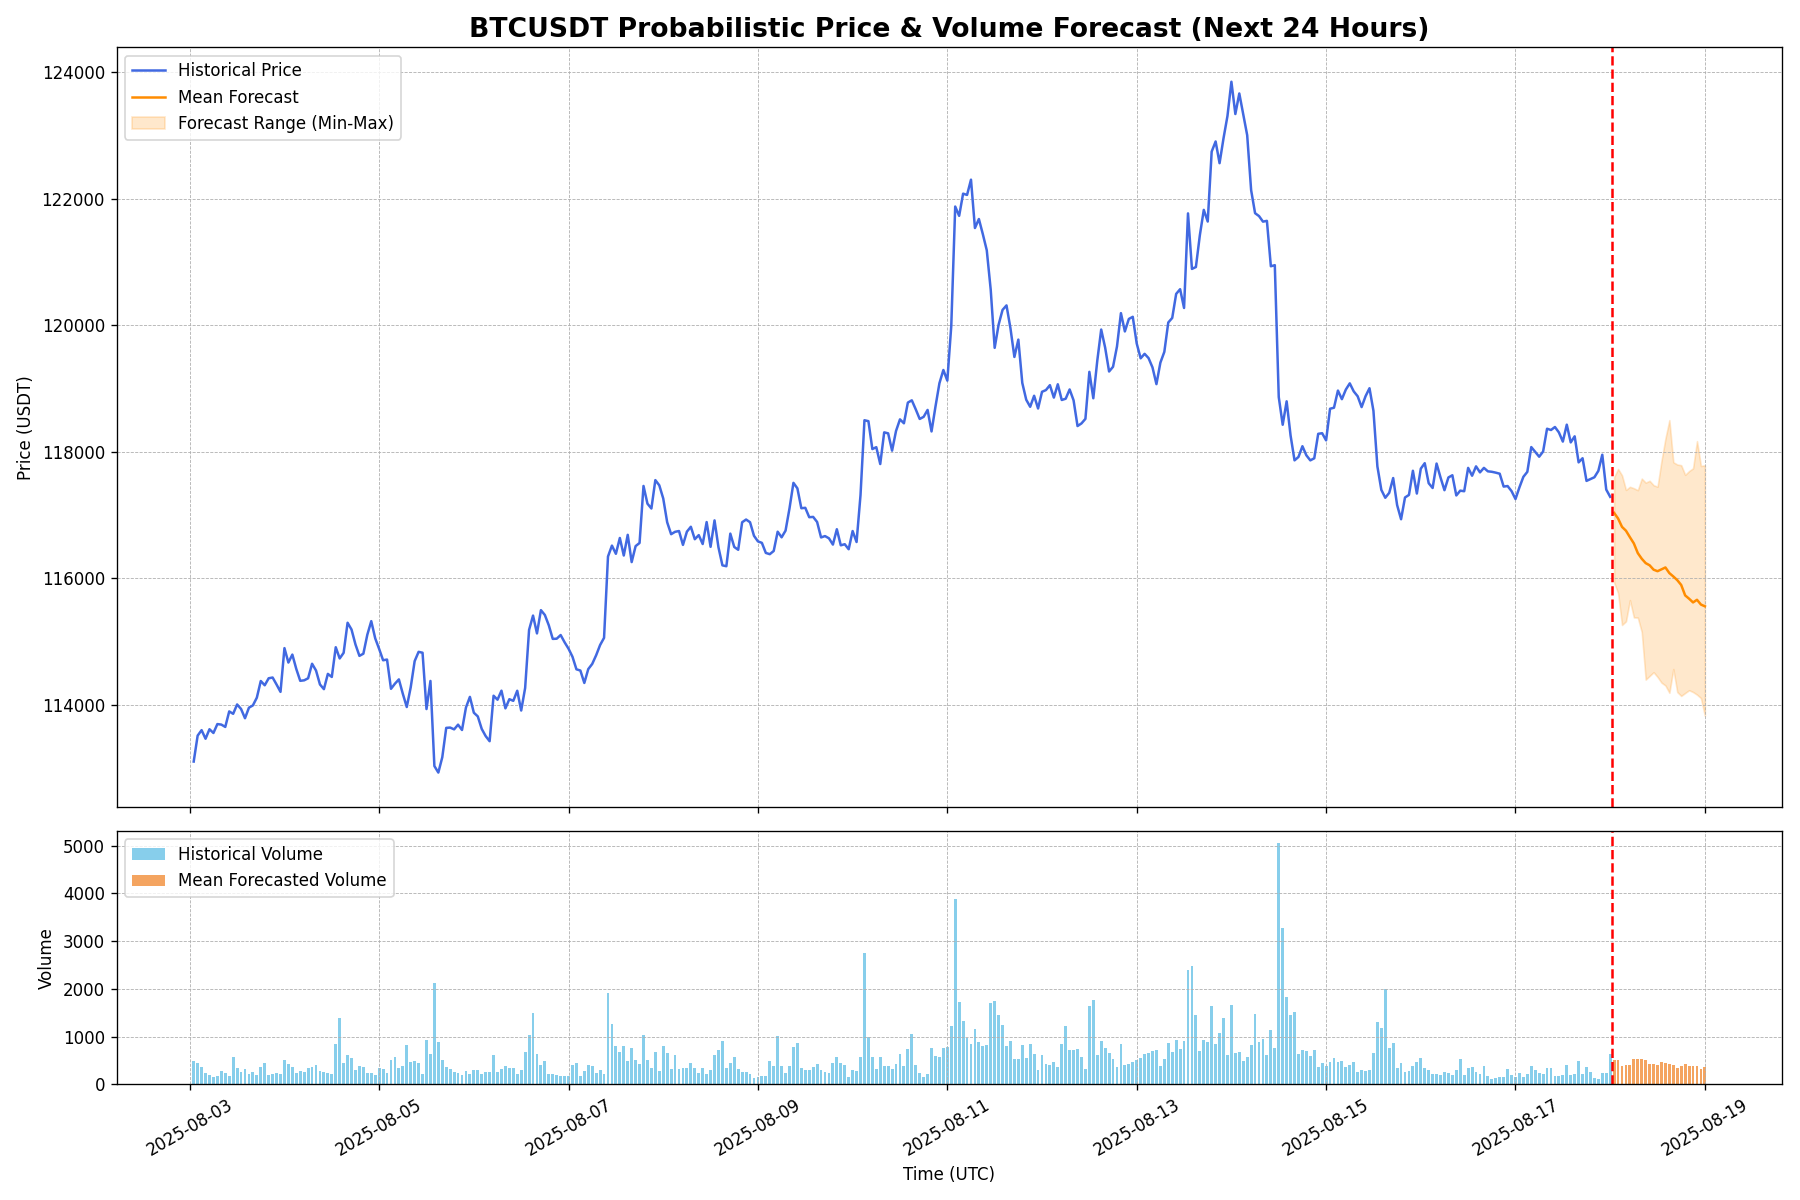 BTCUSDT Probabilistic Price & Volume Forecast (Next 24 Hours)
Historical Price
Mean Forecast
Forecast Range (Min-Max)
124000
122000
120000
118000
116000
114000
Price (USDT)
Historical Volume
Mean Forecasted Volume
5000
4000
3000
2000
1000
0
Volume
2025-08-03
2025-08-05
2025-08-07
2025-08-09
2025-08-11
2025-08-13
2025-08-15
2025-08-17
2025-08-19
Time (UTC)